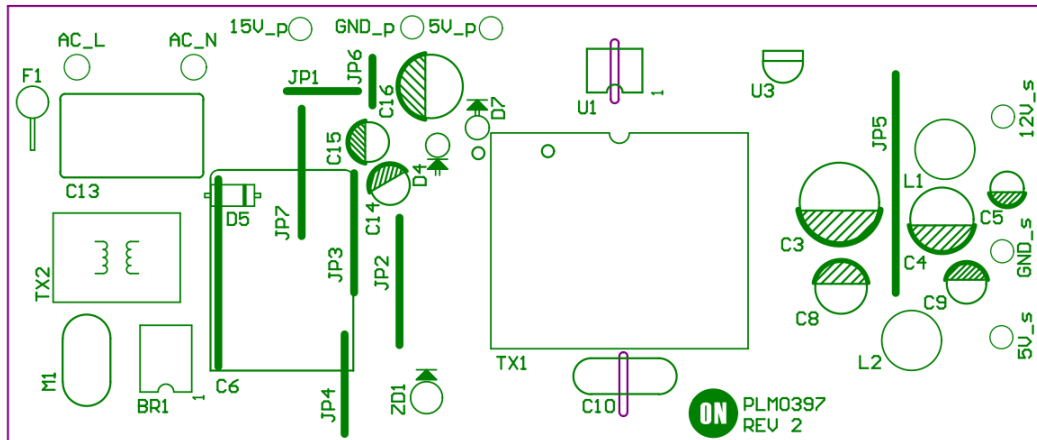 15V_p
GND_p
5V_p
AC_L
AC_N
F1
JP1
JP6
C16
D7
U1
1
U3
JP5
12V_s
C13
C15
D4
C14
L1
C5
D5
JP7
JP3
JP2
C3
C4
GND_s
TX2
C8
C9
5V_s
M1
BR1
1
C6
JP4
ZD1
TX1
C10
L2
ON
PLM0397
REV 2